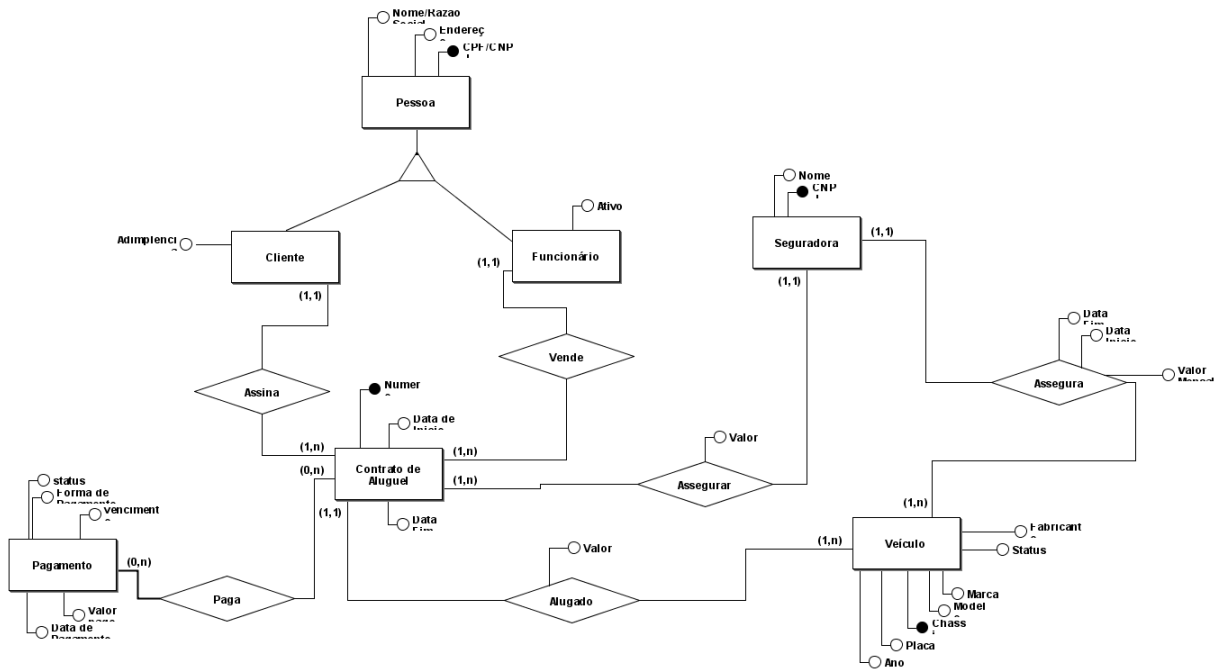 Nome/Razao
Endereç
CPF/CNP
Pessoa
Nome
CNP
Ativo
Adimplenci
Cliente
Funcionário
Seguradora
(1,1)
(1,1)
(1,1)
(1,1)
Data
Data
Valor
Vende
Assegura
Assina
Numer
Data de
(1,n)
(1,n)
Valor
(0,n)
Contrato de
Aluguel
(1,n)
Assegurar
status
Forma de
Venciment
(1,1)
Data
(1,n)
Fabricant
(0,n)
Pagamento
Valor
(1,n)
Veículo
Status
Paga
Alugado
Marca
Model
Valor
Chass
Data de
Placa
Ano